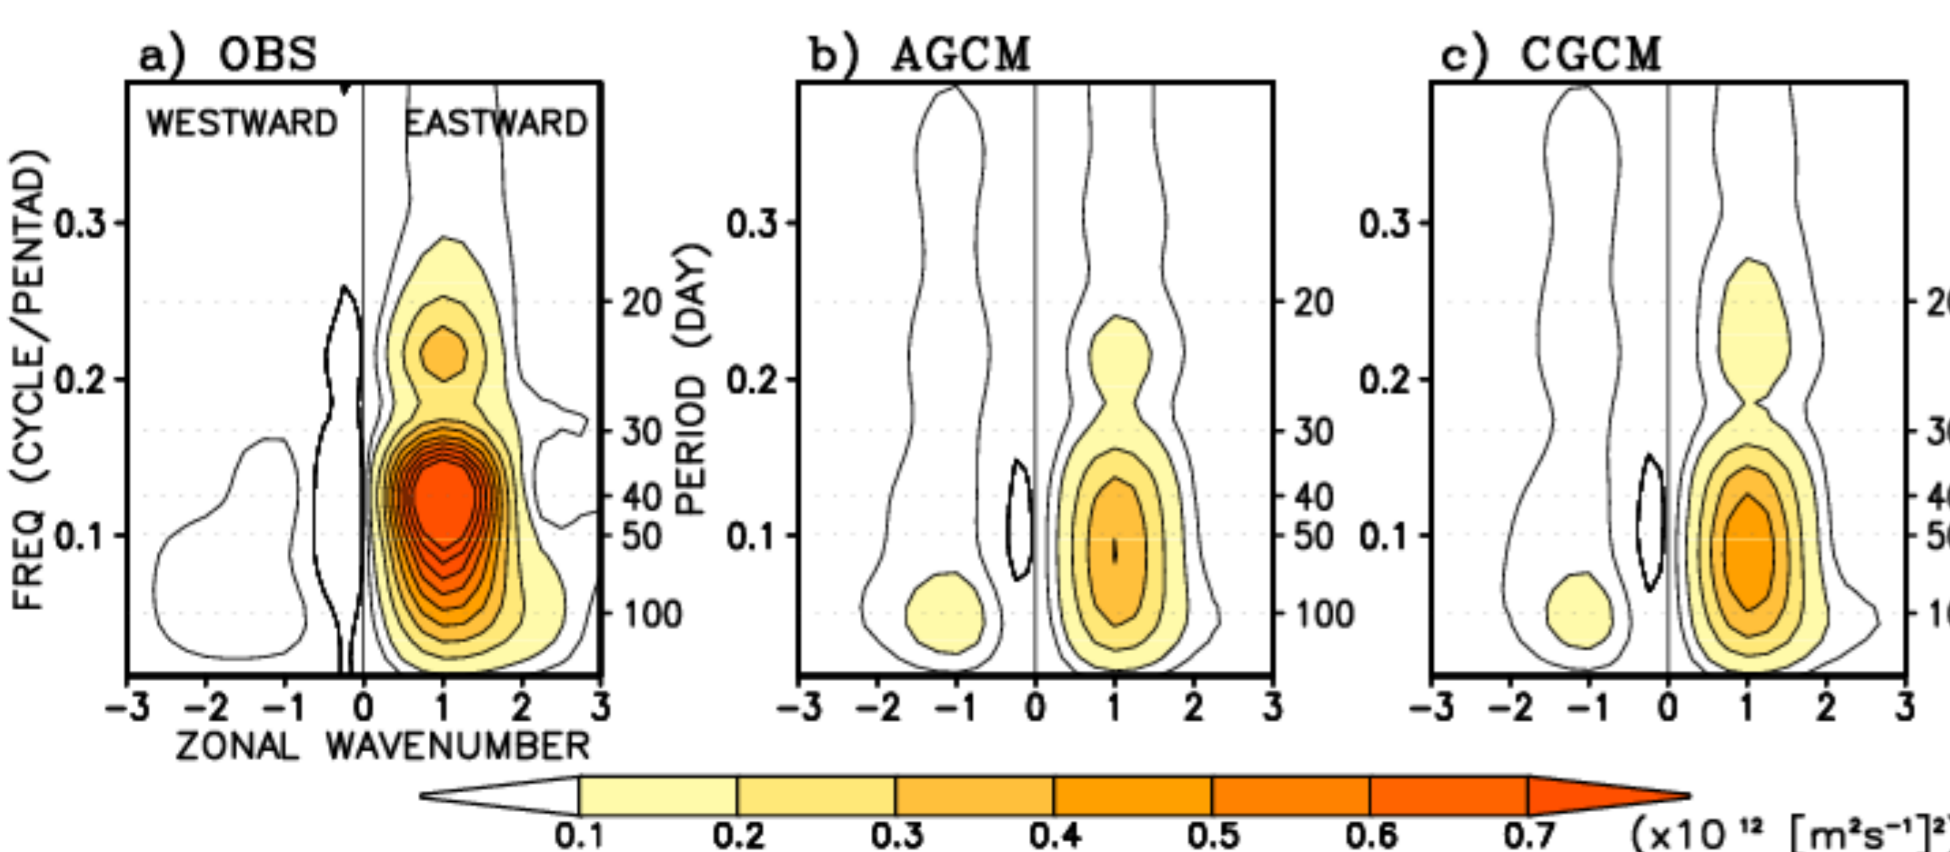 a) OBS
b) AGCM
c) CGCM
WESTWARD
EASTWARD
FREQ (CYCLE/PENTAD)
0.3
0.2
0.1
20
30
40
50
100
PERIOD (DAY)
-3 -2 -1 0 1 2 3
ZONAL WAVENUMBER
0.3
0.2
0.1
20
30
40
50
100
-3 -2 -1 0 1 2 3
0.3
0.2
0.1
-3 -2 -1 0 1 2 3
0.1 0.2 0.3 0.4 0.5 0.6 0.7 (x10¹² [m²s⁻¹]²